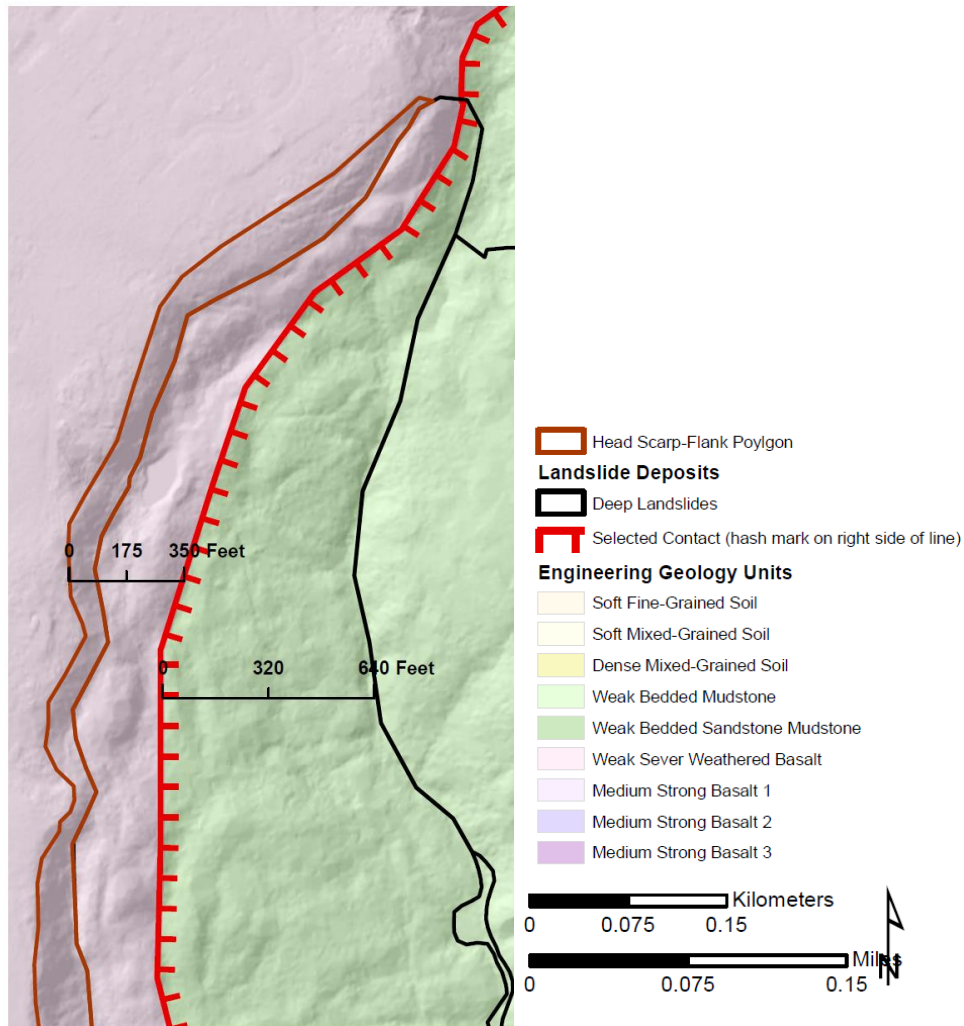 0 175 350 Feet
0 320 640 Feet
Head Scarp-Flank Poylgon
Landslide Deposits
Deep Landslides
Selected Contact (hash mark on right side of line)
Engineering Geology Units
Soft Fine-Grained Soil
Soft Mixed-Grained Soil
Dense Mixed-Grained Soil
Weak Bedded Mudstone
Weak Bedded Sandstone Mudstone
Weak Sever Weathered Basalt
Medium Strong Basalt 1
Medium Strong Basalt 2
Medium Strong Basalt 3
Kilometers
0 0.075 0.15
Miles
N
0 0.075 0.15